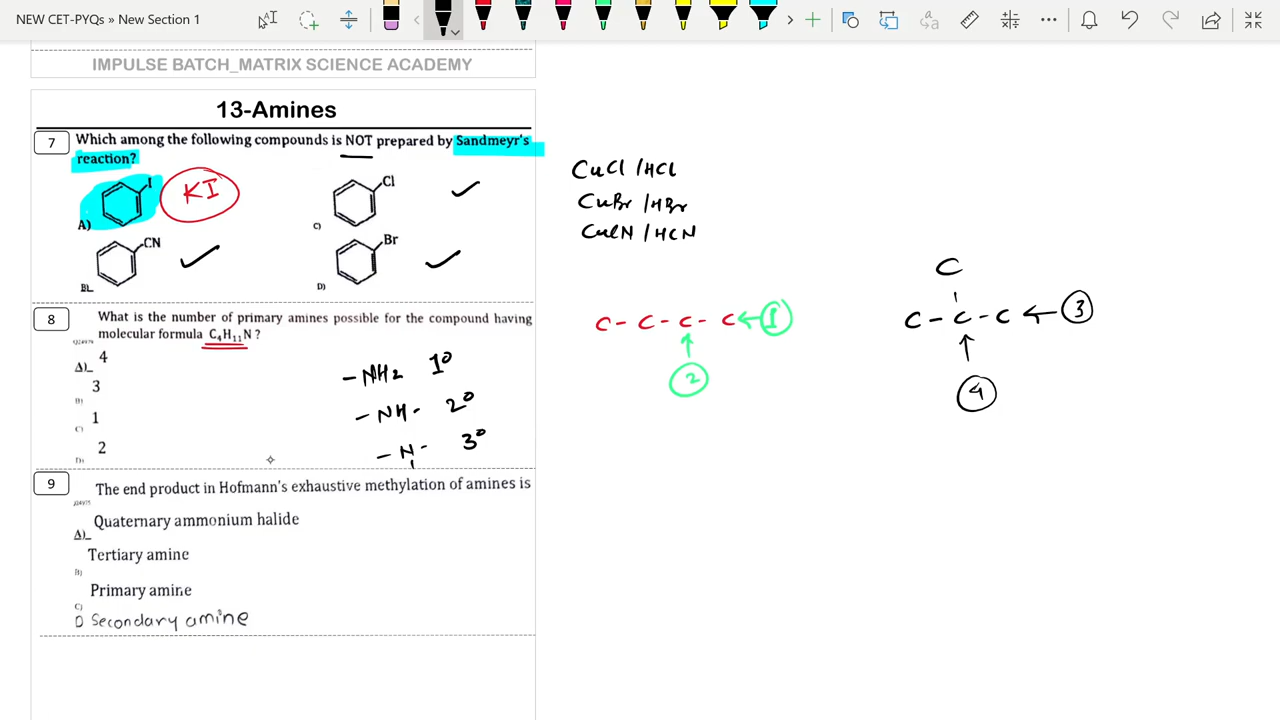 NEW CET-PYQs » New Section 1
IMPULSE BATCH_MATRIX SCIENCE ACADEMY
13-Amines
7
Which among the following compounds is NOT prepared by Sandmeyr's
reaction?
I
KI
A)
Cl
C)
CN
B)
Br
D)
CuCl / HCl
CuBr / HBr
CuCN / HCN
8
What is the number of primary amines possible for the compound having
molecular formula C₄H₁₁N ?
A)
4
3
C)
1
D)
2
-NH₂ 1°
-NH- 2°
-N- 3°
C - C - C - C ← 1
2
C
C - C - C ← 3
4
9
The end product in Hofmann's exhaustive methylation of amines is
A)
Quaternary ammonium halide
Tertiary amine
B)
Primary amine
C)
D Secondary amine